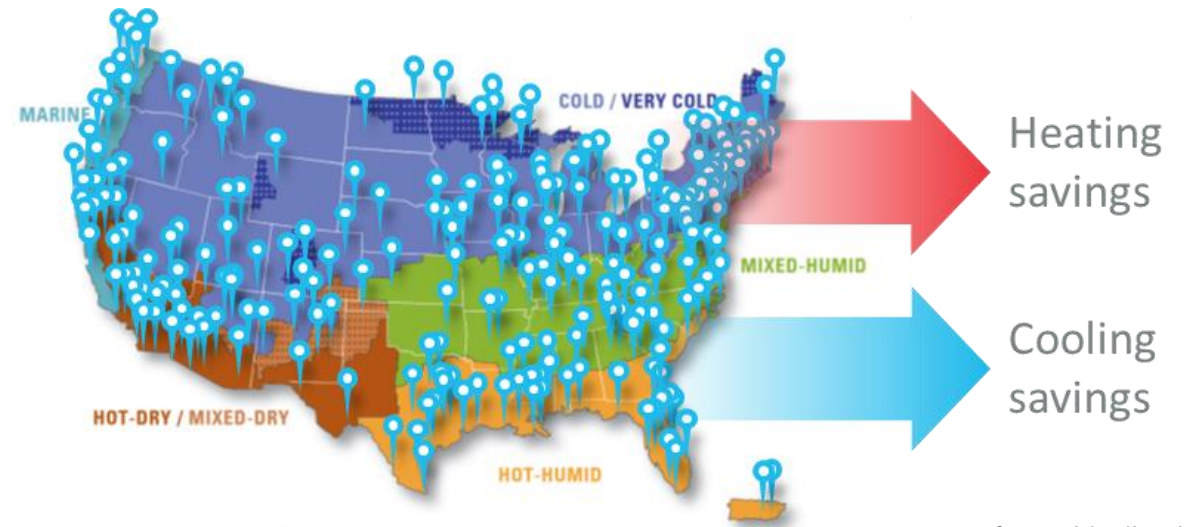 MARINE
COLD / VERY COLD
Heating
savings
MIXED-HUMID
Cooling
savings
HOT-DRY / MIXED-DRY
HOT-HUMID